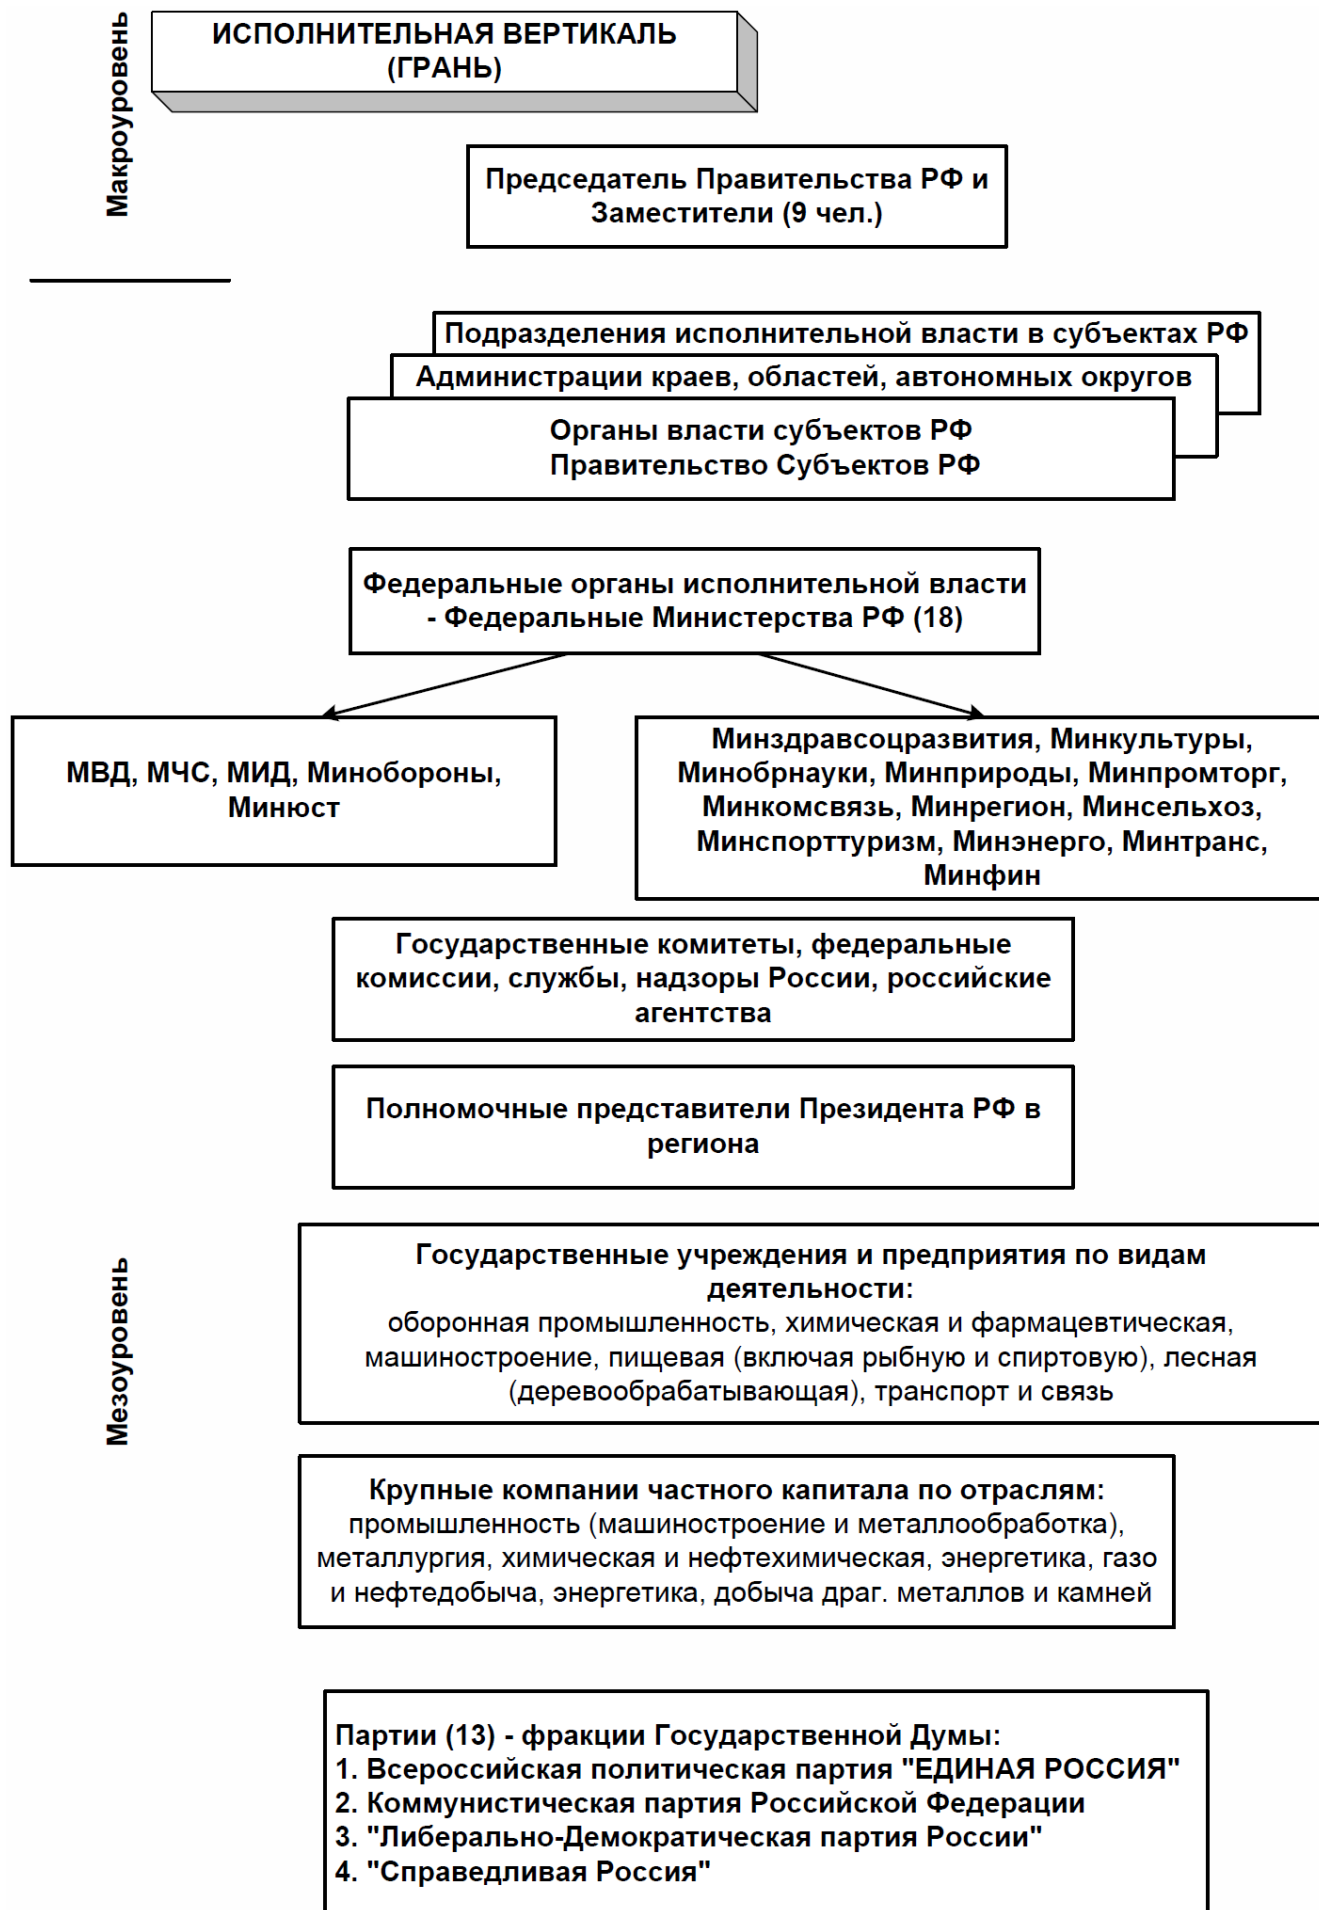 Макроуровень
ИСПОЛНИТЕЛЬНАЯ ВЕРТИКАЛЬ
(ГРАНЬ)
Председатель Правительства РФ и
Заместители (9 чел.)
Подразделения исполнительной власти в субъектах РФ
Администрации краев, областей, автономных округов
Органы власти субъектов РФ
Правительство Субъектов РФ
Федеральные органы исполнительной власти
- Федеральные Министерства РФ (18)
МВД, МЧС, МИД, Минобороны,
Минюст
Минздравсоцразвития, Минкультуры,
Минобрнауки, Минприроды, Минпромторг,
Минкомсвязь, Минрегион, Минсельхоз,
Минспорттуризм, Минэнерго, Минтранс,
Минфин
Государственные комитеты, федеральные
комиссии, службы, надзоры России, российские
агентства
Полномочные представители Президента РФ в
региона
Мезоуровень
Государственные учреждения и предприятия по видам
деятельности:
оборонная промышленность, химическая и фармацевтическая,
машиностроение, пищевая (включая рыбную и спиртовую), лесная
(деревообрабатывающая), транспорт и связь
Крупные компании частного капитала по отраслям:
промышленность (машиностроение и металлообработка),
металлургия, химическая и нефтехимическая, энергетика, газо
и нефтедобыча, энергетика, добыча драг. металлов и камней
Партии (13) - фракции Государственной Думы:
1. Всероссийская политическая партия "ЕДИНАЯ РОССИЯ"
2. Коммунистическая партия Российской Федерации
3. "Либерально-Демократическая партия России"
4. "Справедливая Россия"